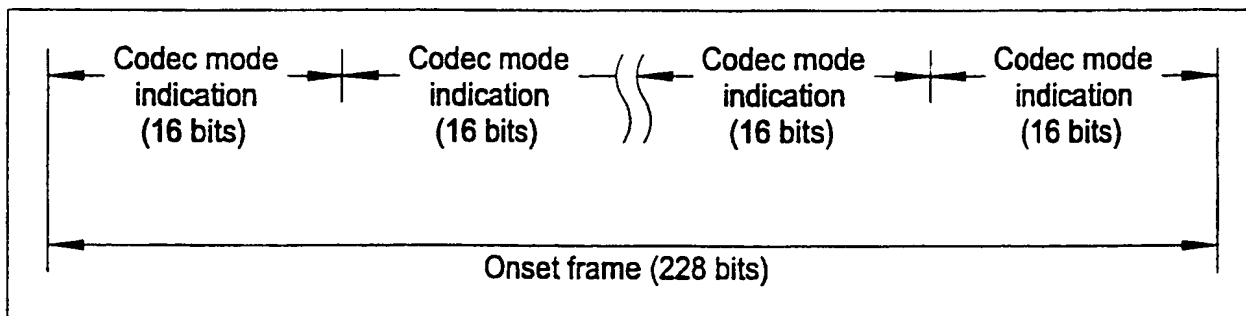 Codec mode
indication
(16 bits)
Codec mode
indication
(16 bits)
Codec mode
indication
(16 bits)
Codec mode
indication
(16 bits)
Onset frame (228 bits)